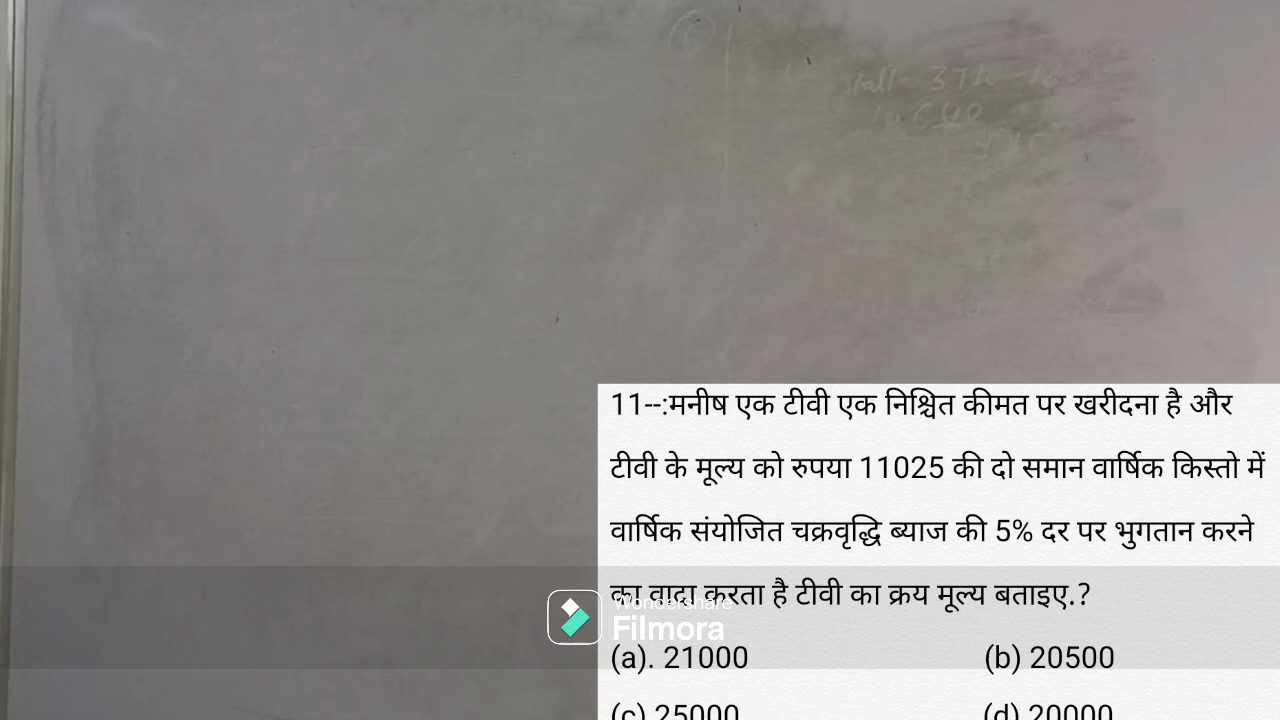 11--:मनीष एक टीवी एक निश्चित कीमत पर खरीदना है और
टीवी के मूल्य को रुपया 11025 की दो समान वार्षिक किस्तो में
वार्षिक संयोजित चक्रवृद्धि ब्याज की 5% दर पर भुगतान करने
का वादा करता है टीवी का क्रय मूल्य बताइए.?
Wondershare
Filmora
(a). 21000 (b) 20500
(c) 25000 (d) 20000